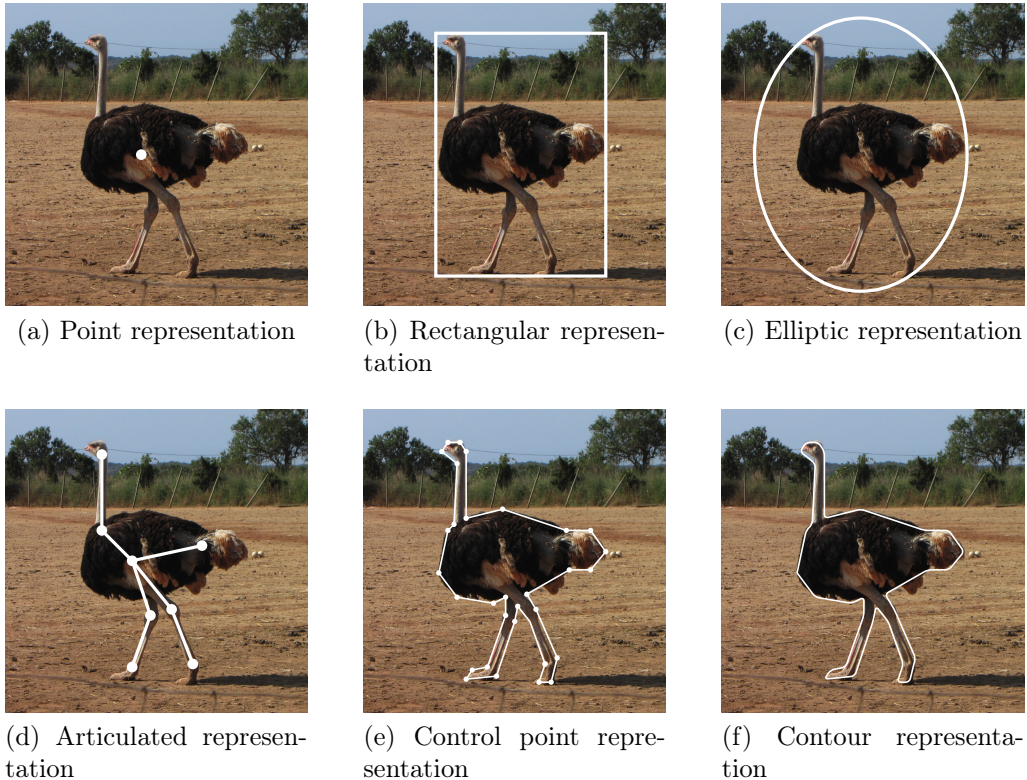 (a) Point representation
(b) Rectangular represen-
tation
(c) Elliptic representation
(d) Articulated represen-
tation
(e) Control point repre-
sentation
(f) Contour representa-
tion